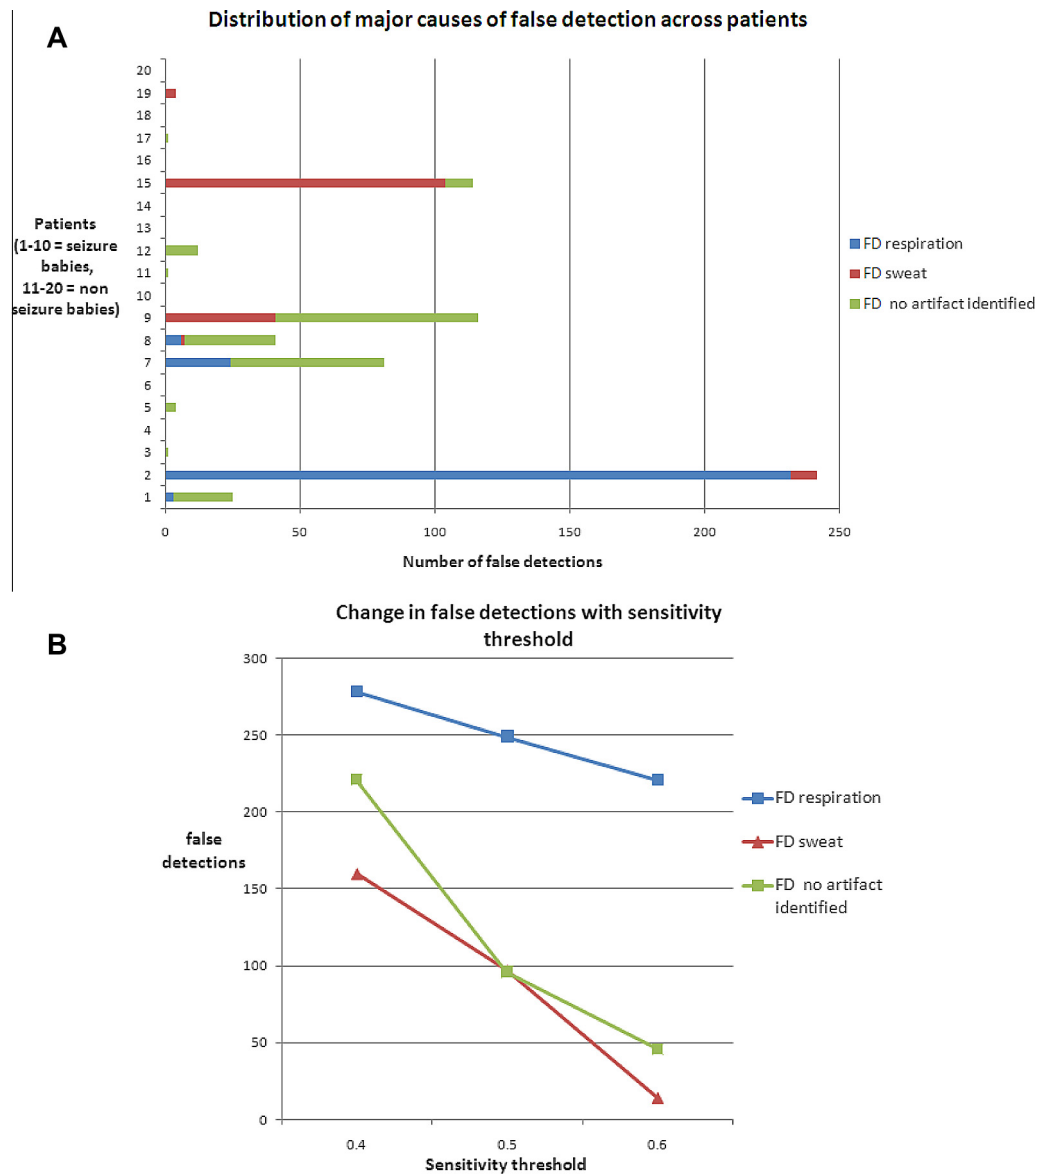 Distribution of major causes of false detection across patients
A
20
19
18
17
16
15
14
13
12
11
10
9
8
7
6
5
4
3
2
1
Patients
(1-10 = seizure
babies,
11-20 = non
seizure babies)
0 50 100 150 200 250
Number of false detections
FD respiration
FD sweat
FD no artifact identified
Change in false detections with sensitivity
threshold
B
300
250
200
150
100
50
0
false
detections
0.4 0.5 0.6
Sensitivity threshold
FD respiration
FD sweat
FD no artifact
identified